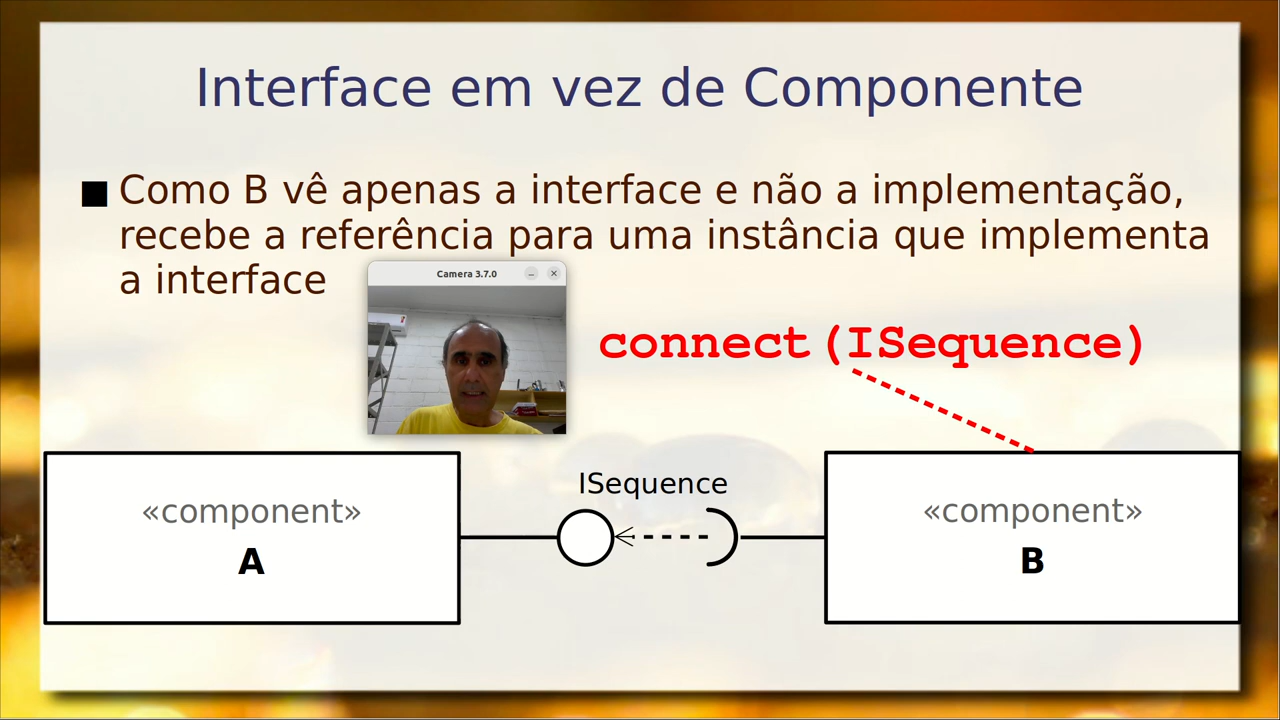 Interface em vez de Componente
Como B vê apenas a interface e não a implementação,
recebe a referência para uma instância que implementa
a interface
Camera 3.7.0
connect(ISequence)
ISequence
«component»
A
«component»
B